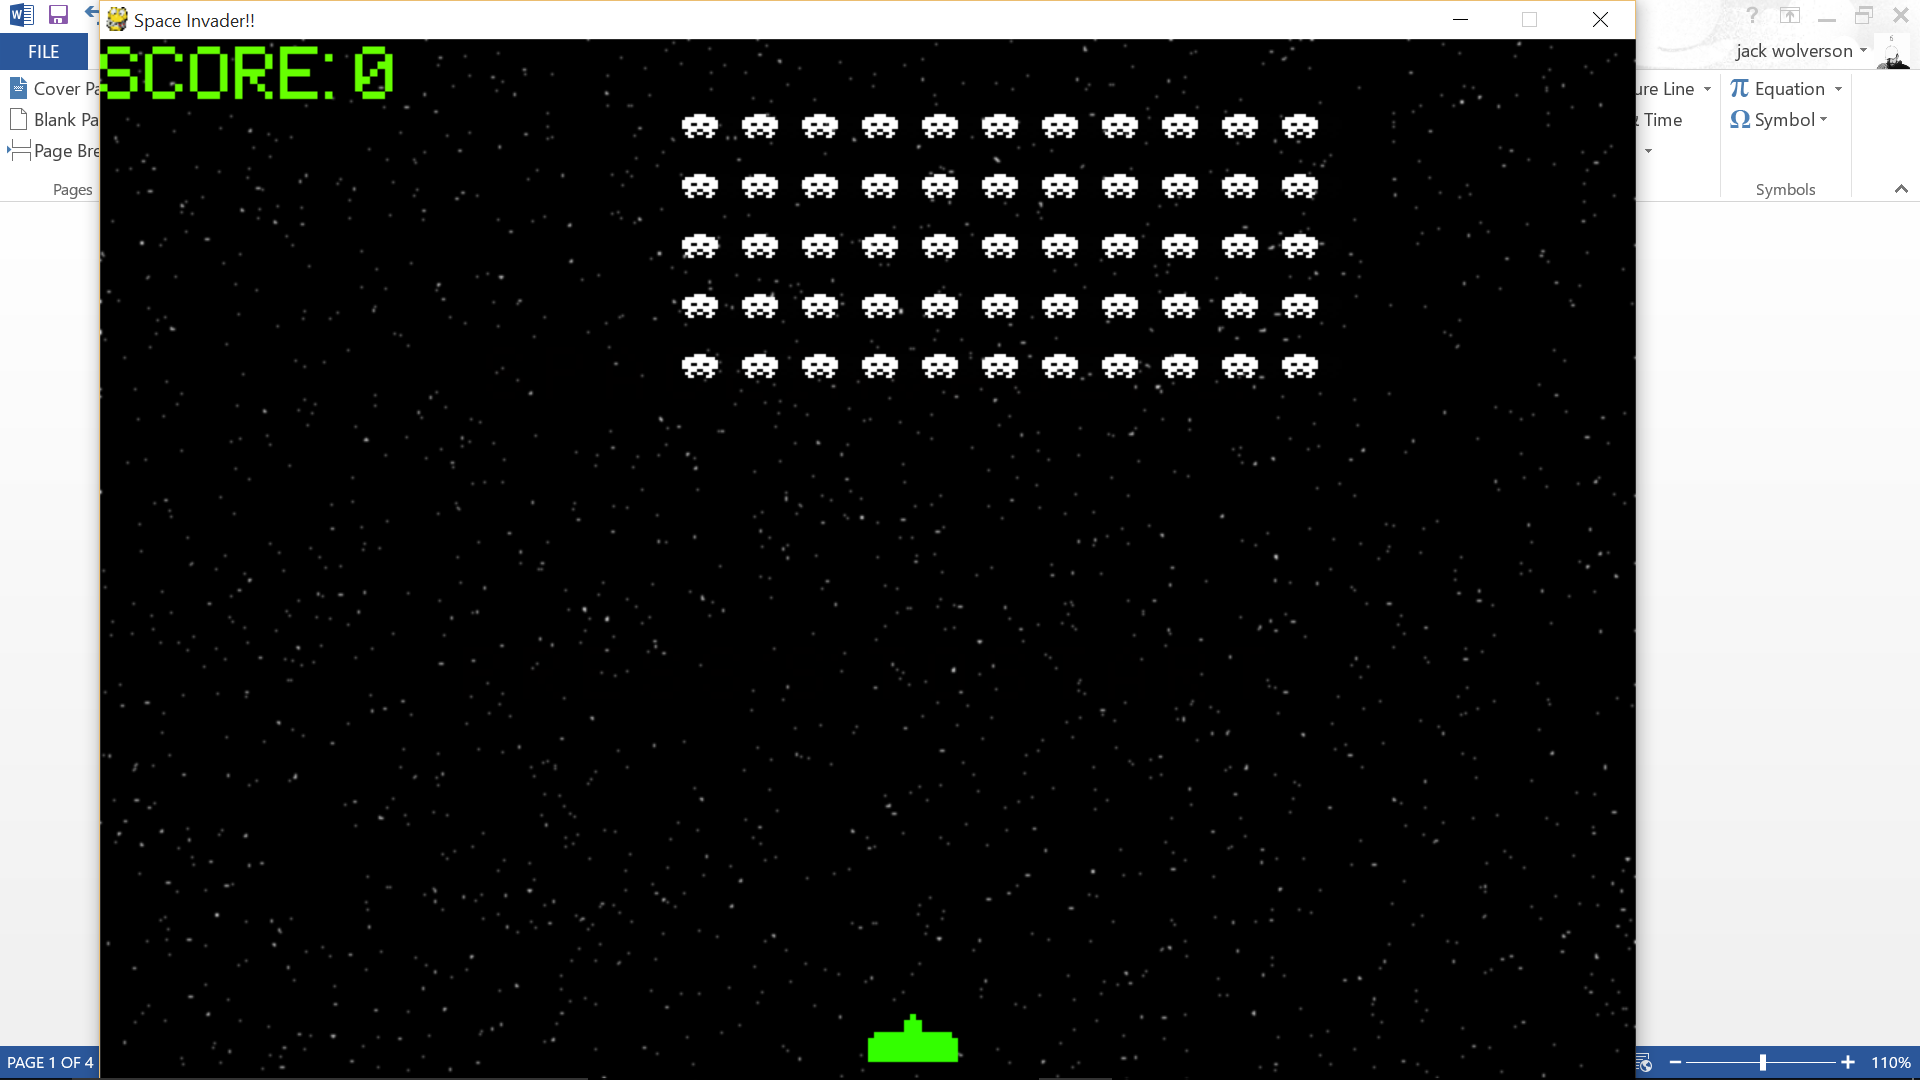 Space Invader!!
FILE
jack wolverson
SCORE:0
Cover Pa
Blank Pa
Page Bre
Pages
ure Line
Equation
& Time
Symbol
Symbols
PAGE 1 OF 4
110%